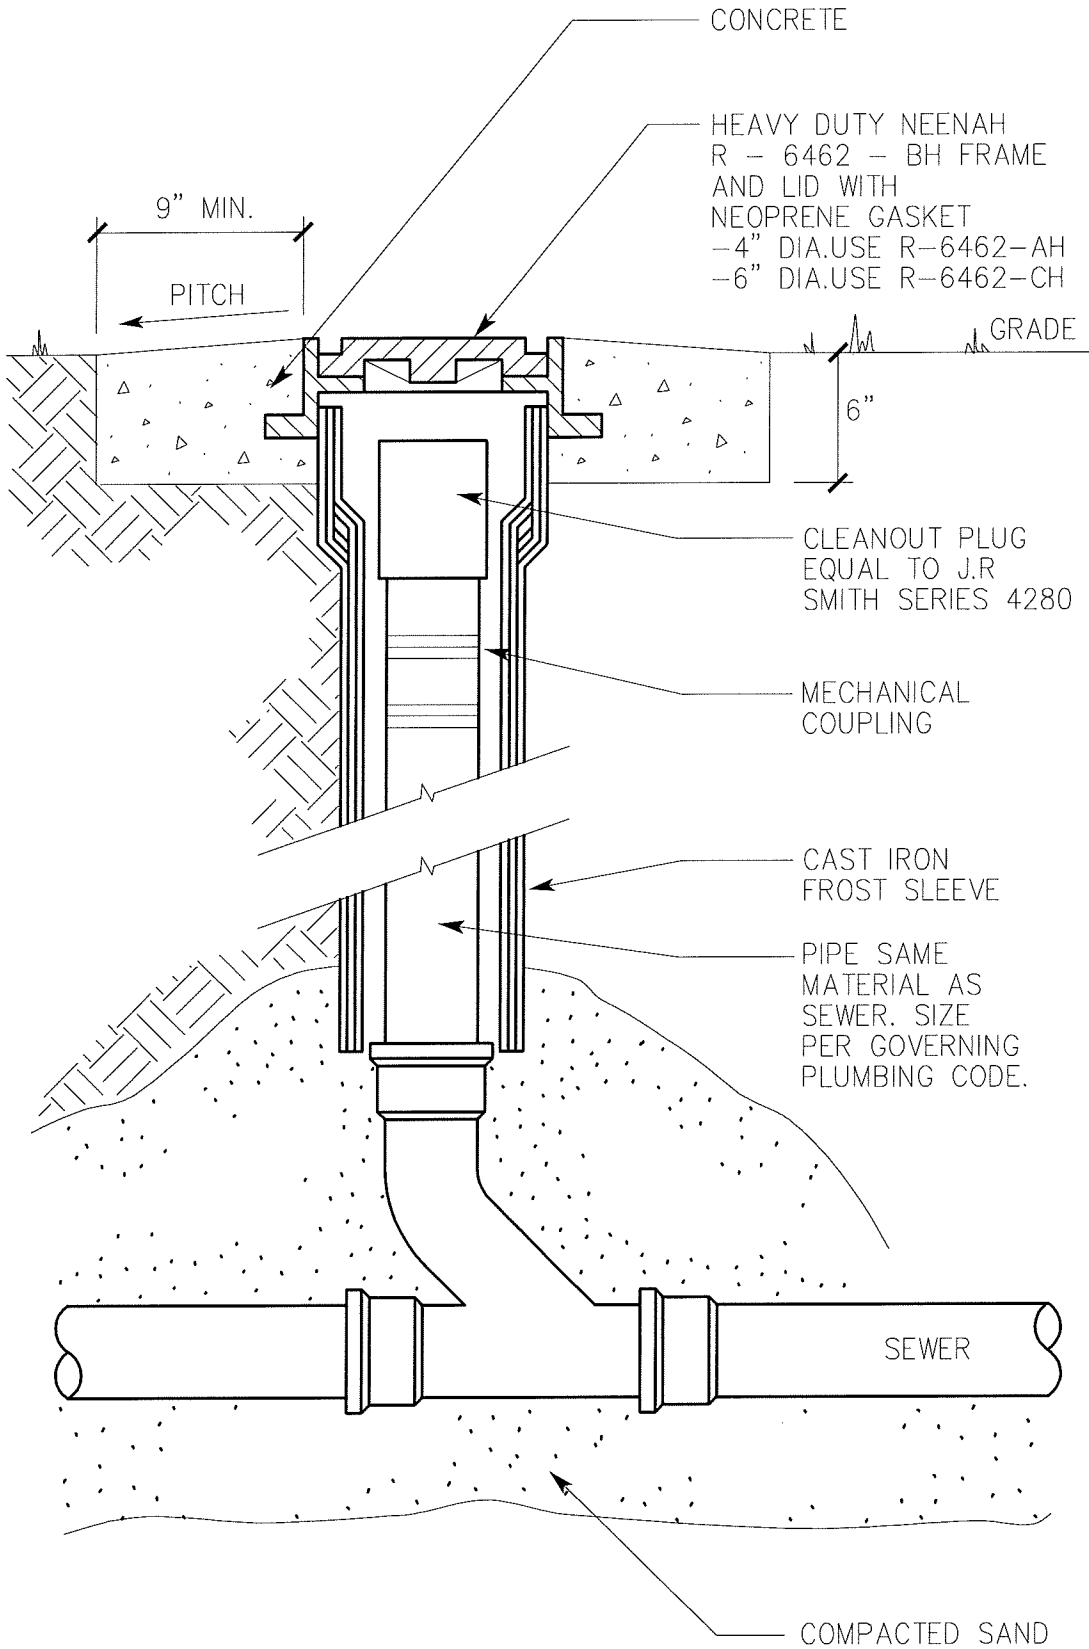 CONCRETE
HEAVY DUTY NEENAH
R - 6462 - BH FRAME
AND LID WITH
NEOPRENE GASKET
-4" DIA.USE R-6462-AH
-6" DIA.USE R-6462-CH
9" MIN.
PITCH
GRADE
6"
CLEANOUT PLUG
EQUAL TO J.R
SMITH SERIES 4280
MECHANICAL
COUPLING
CAST IRON
FROST SLEEVE
PIPE SAME
MATERIAL AS
SEWER. SIZE
PER GOVERNING
PLUMBING CODE.
SEWER
COMPACTED SAND